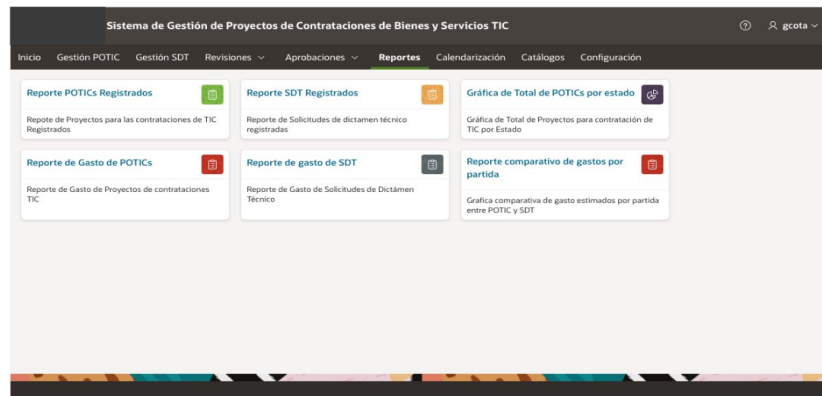 Sistema de Gestión de Proyectos de Contrataciones de Bienes y Servicios TIC
gcota
Inicio Gestión POTIC Gestión SDT Revisiones Aprobaciones Reportes Calendarización Catálogos Configuración
Reporte POTICs Registrados
Repote de Proyectos para las contrataciones de TIC
Registrados
Reporte SDT Registrados
Reporte de Solicitudes de dictamen técnico
registradas
Gráfica de Total de POTICs por estado
Gráfica de Total de Proyectos para contratación de
TIC por Estado
Reporte de Gasto de POTICs
Reporte de Gasto de Proyectos de contrataciones
TIC
Reporte de gasto de SDT
Reporte de Gasto de Solicitudes de Dictámen
Técnico
Reporte comparativo de gastos por
partida
Grafica comparativa de gasto estimados por partida
entre POTIC y SDT